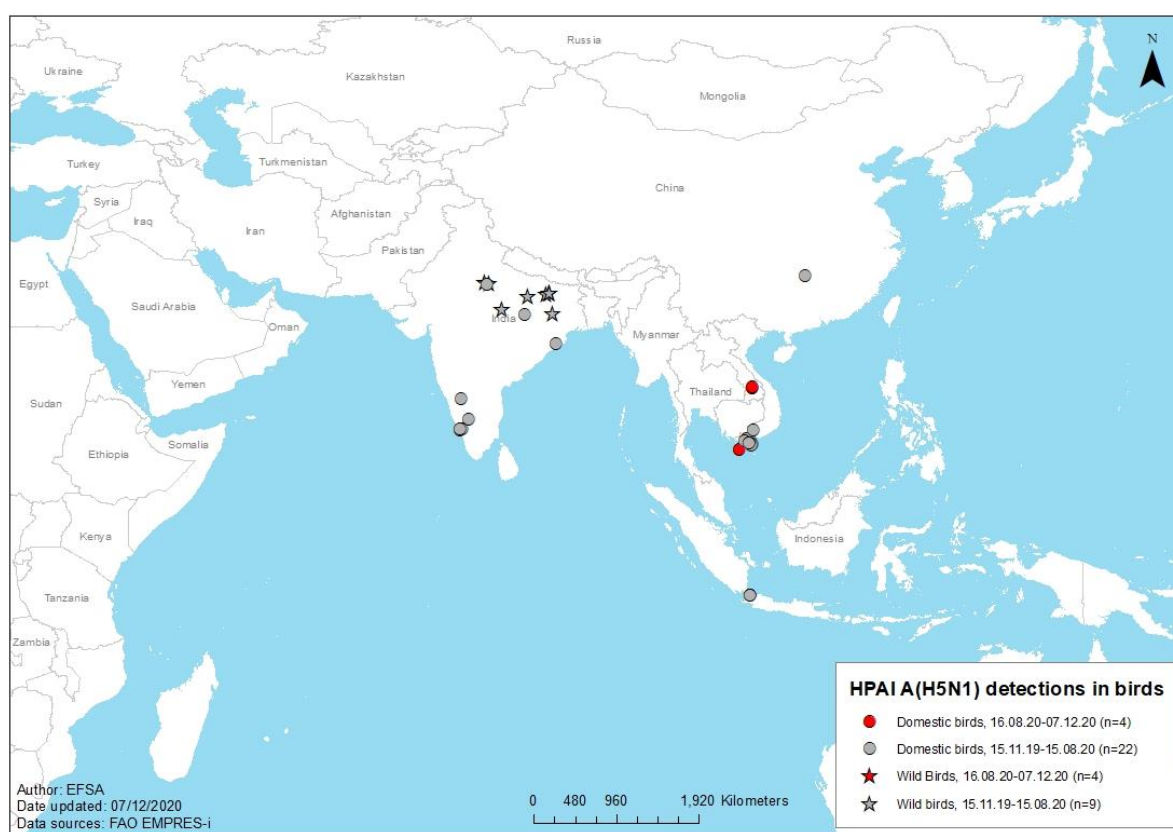 Russia
N
Ukraine
Kazakhstan
Mongolia
Turkey
Turkmenistan
China
Syria
Afghanistan
Iraq
Iran
Pakistan
Egypt
Saudi Arabia
India
Oman
Myanmar
Yemen
Thailand
Sudan
Somalia
Ethiopia
Kenya
Indonesia
Tanzania
Zambia
HPAI A(H5N1) detections in birds
Domestic birds, 16.08.20-07.12.20 (n=4)
Domestic birds, 15.11.19-15.08.20 (n=22)
Wild Birds, 16.08.20-07.12.20 (n=4)
Wild birds, 15.11.19-15.08.20 (n=9)
Author: EFSA
Date updated: 07/12/2020
Data sources: FAO EMPRES-i
0 480 960 1,920 Kilometers